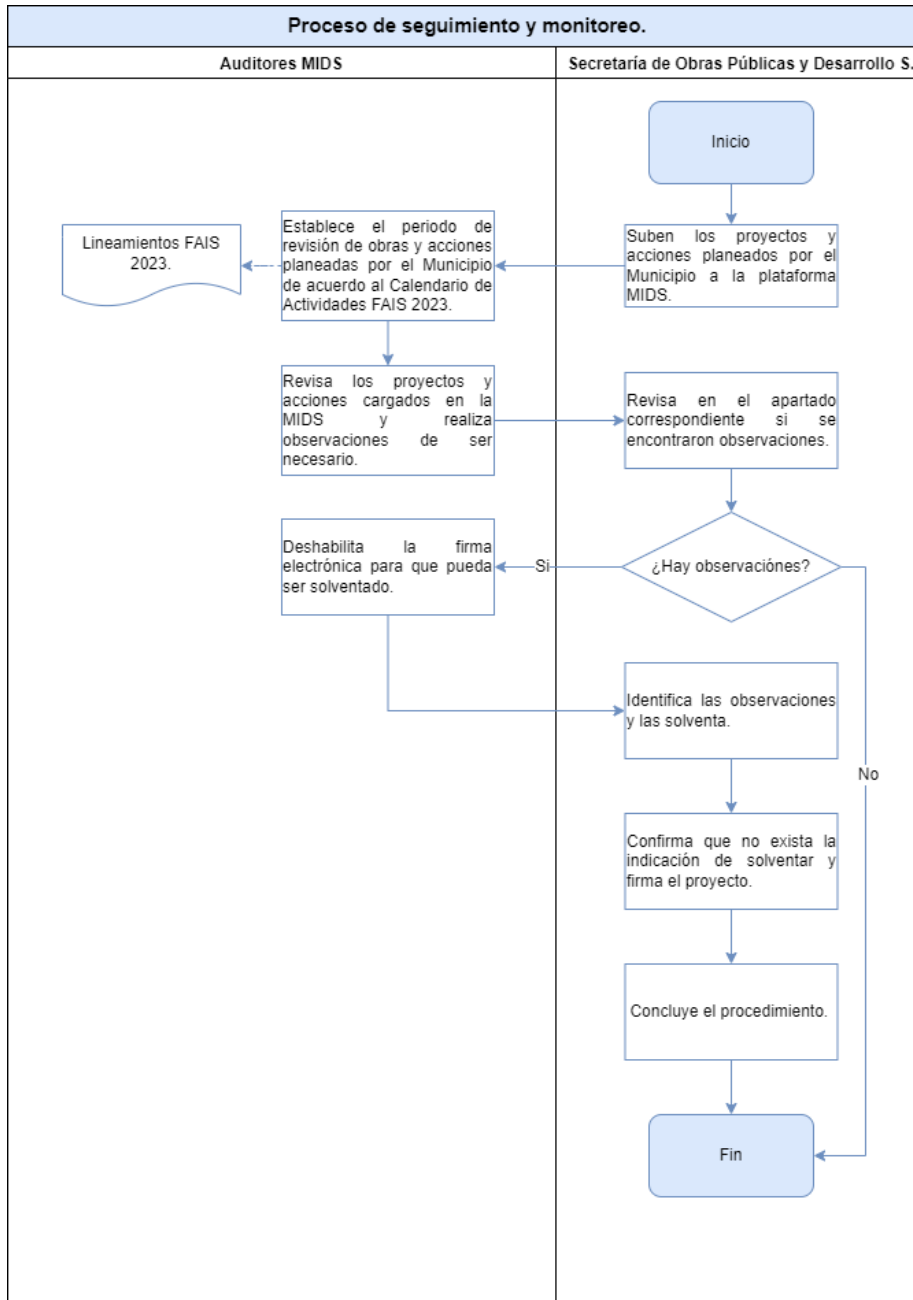 Proceso de seguimiento y monitoreo.
Auditores MIDS
Secretaría de Obras Públicas y Desarrollo S.
Inicio
Suben los proyectos y
acciones planeados por el
Municipio a la plataforma
MIDS.
Establece el periodo de
revisión de obras y acciones
planeadas por el Municipio
de acuerdo al Calendario de
Actividades FAIS 2023.
Lineamientos FAIS
2023.
Revisa los proyectos y
acciones cargados en la
MIDS y realiza
observaciones de ser
necesario.
Revisa en el apartado
correspondiente si se
encontraron observaciones.
¿Hay observaciónes?
Si
Deshabilita la firma
electrónica para que pueda
ser solventado.
Identifica las observaciones
y las solventa.
No
Confirma que no exista la
indicación de solventar y
firma el proyecto.
Concluye el procedimiento.
Fin